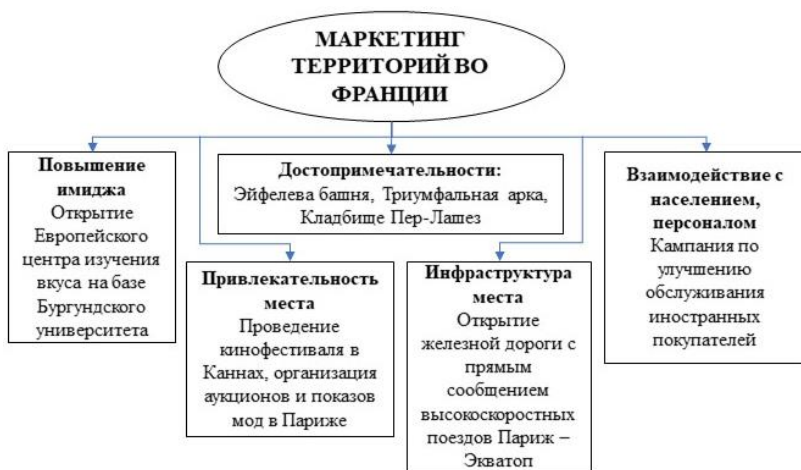 МАРКЕТИНГ
ТЕРРИТОРИЙ ВО
ФРАНЦИИ
Повышение
имиджа
Открытие
Европейского
центра изучения
вкуса на базе
Бургундского
университета
Достопримечательности:
Эйфелева башня, Триумфальная арка,
Кладбище Пер-Лашез
Взаимодействие с
населением,
персоналом
Кампания по
улучшению
обслуживания
иностранных
покупателей
Привлекательность
места
Проведение
кинофестиваля в
Каннах, организация
аукционов и показов
мод в Париже
Инфраструктура
места
Открытие
железной дороги с
прямым
сообщением
высокоскоростных
поездов Париж –
Экватоп